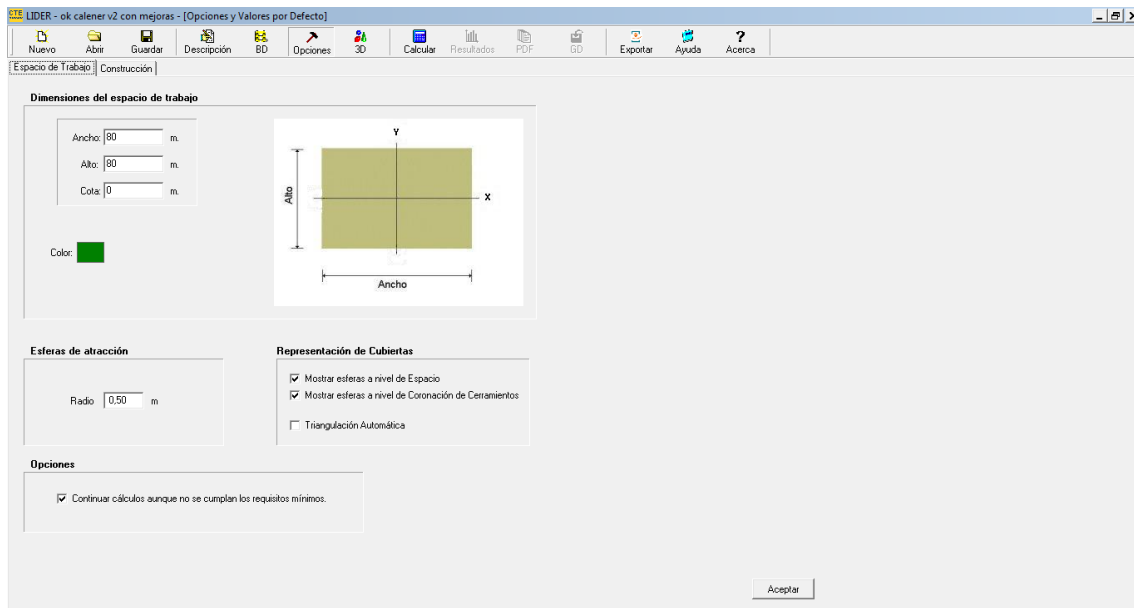 CTE LIDER - ok calener v2 con mejoras - [Opciones y Valores por Defecto]
Nuevo Abrir Guardar Descripción BD Opciones 3D Calcular Resultados PDF GD Exportar Ayuda Acerca
Espacio de Trabajo Construcción
Dimensiones del espacio de trabajo
Ancho: 80 m.
Alto: 80 m.
Cota: 0 m.
Color:
Y
X
Alto
Ancho
Esferas de atracción
Radio 0,50 m
Representación de Cubiertas
Mostrar esferas a nivel de Espacio
Mostrar esferas a nivel de Coronación de Cerramientos
Triangulación Automática
Opciones
Continuar cálculos aunque no se cumplan los requisitos mínimos.
Aceptar